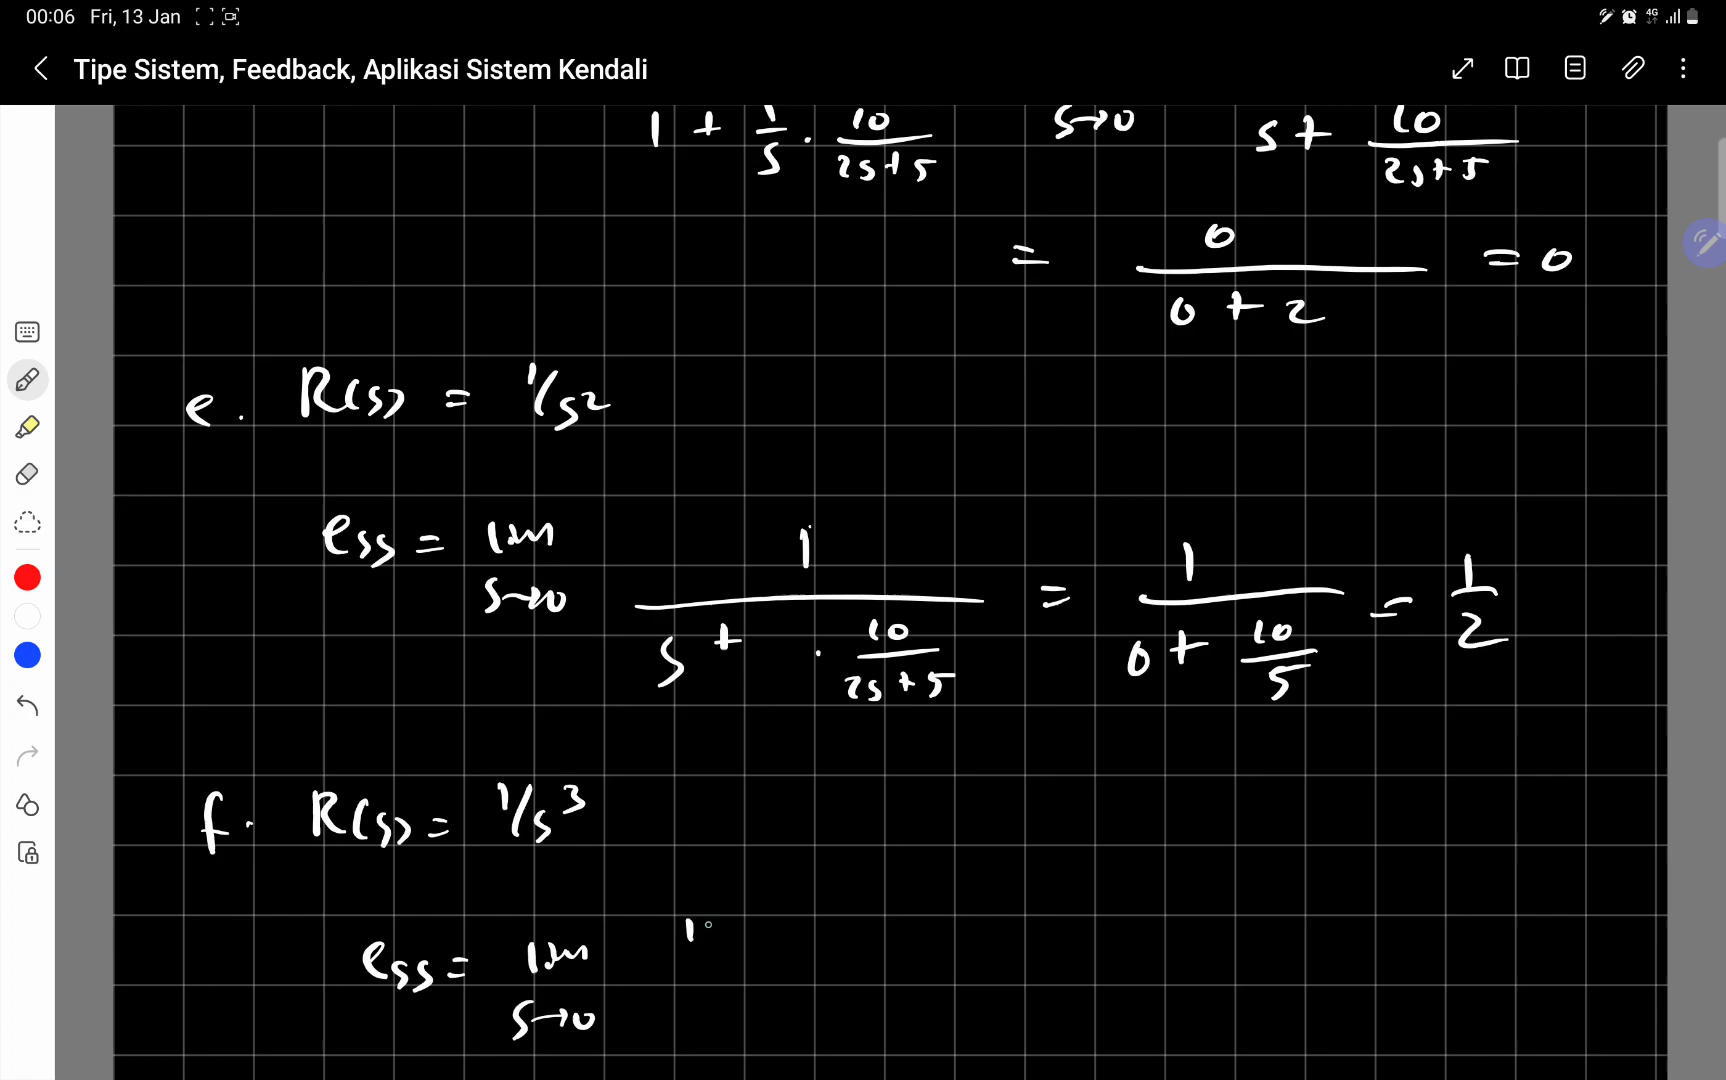 00:06 Fri, 13 Jan 4G
Tipe Sistem, Feedback, Aplikasi Sistem Kendali
1 + 1/s · 10/(2s+5) s→0 s + 10/(2s+5)
= 0/(0 + 2) = 0
e. R(s) = 1/s²
ess = lim s→0 1/(s + · 10/(2s+5)) = 1/(0 + 10/5) = 1/2
f. R(s) = 1/s³
ess = lim s→0 1